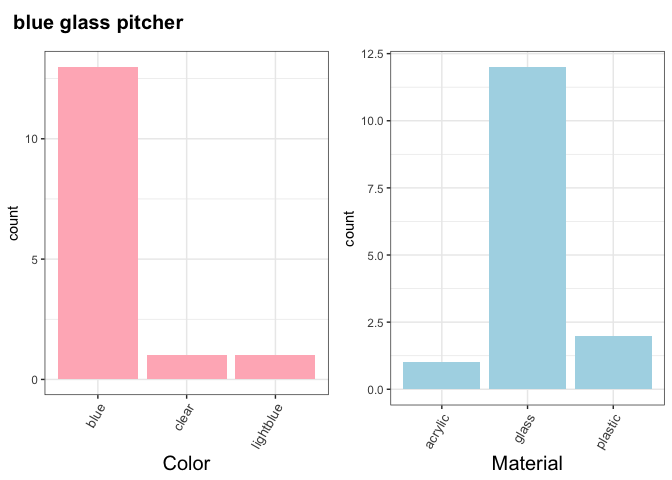 blue glass pitcher
count
10
5
0
blue
clear
lightblue
Color
count
12.5
10.0
7.5
5.0
2.5
0.0
acrylic
glass
plastic
Material